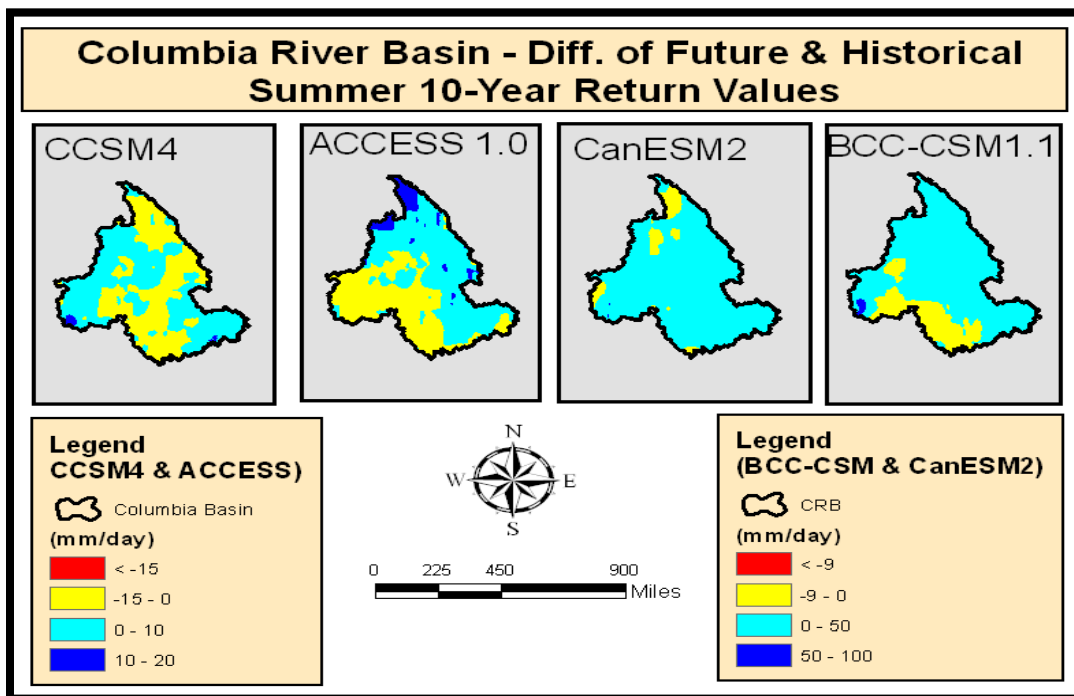 Columbia River Basin - Diff. of Future & Historical
Summer 10-Year Return Values
CCSM4
ACCESS 1.0
CanESM2
BCC-CSM1.1
Legend
CCSM4 & ACCESS)
Columbia Basin
(mm/day)
< -15
-15 - 0
0 - 10
10 - 20
N
W
E
S
0 225 450 900
Miles
Legend
(BCC-CSM & CanESM2)
CRB
(mm/day)
< -9
-9 - 0
0 - 50
50 - 100